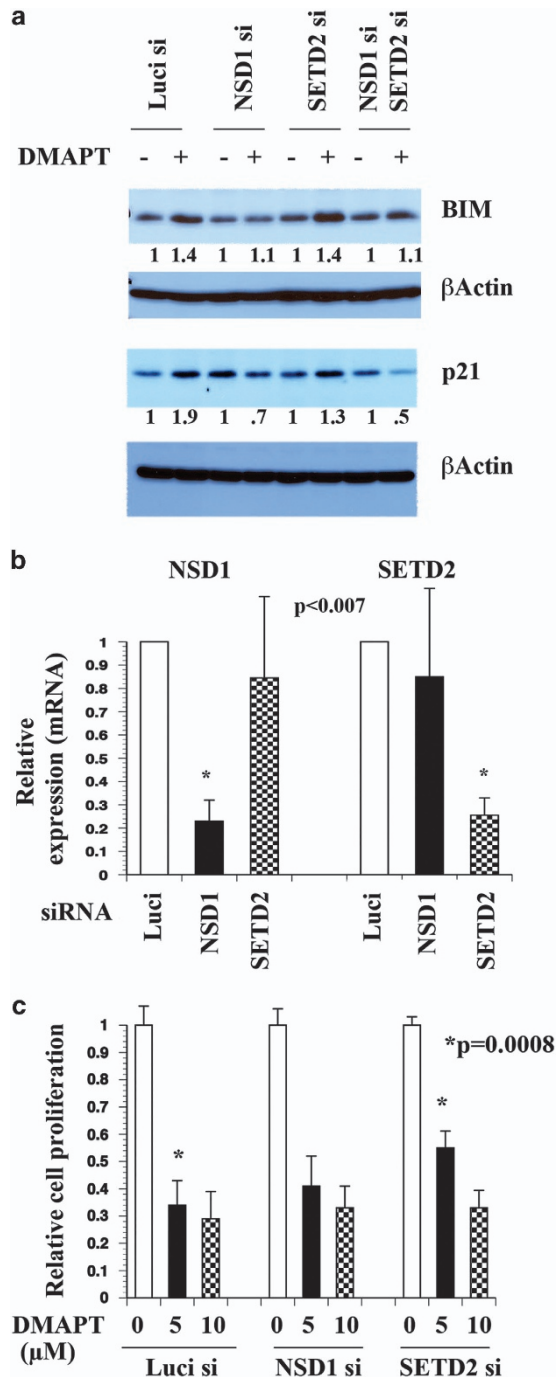 a
Luci si
NSD1 si
SETD2 si
NSD1 si
SETD2 si
DMAPT - + - + - + - +
BIM
1 1.4 1 1.1 1 1.4 1 1.1
βActin
p21
1 1.9 1 .7 1 1.3 1 .5
βActin
b
NSD1 SETD2
p<0.007
Relative expression (mRNA)
1
0.9
0.8
0.7
0.6
0.5
0.4
0.3
0.2
0.1
0
* *
siRNA
Luci NSD1 SETD2 Luci NSD1 SETD2
c
*p=0.0008
Relative cell proliferation
1
0.9
0.8
0.7
0.6
0.5
0.4
0.3
0.2
0.1
0
* *
DMAPT 0 5 10 0 5 10 0 5 10
(μM)
Luci si NSD1 si SETD2 si